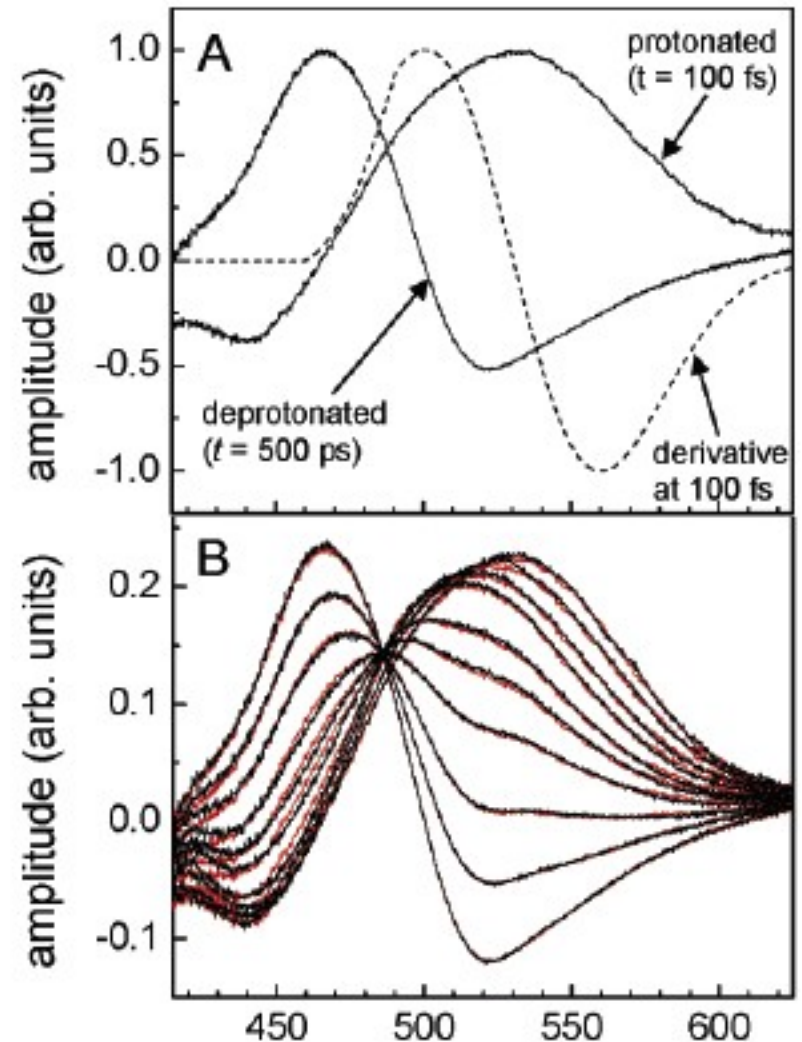 A
1.0
0.5
0.0
-0.5
-1.0
amplitude (arb. units)
protonated
(t = 100 fs)
deprotonated
(t = 500 ps)
derivative
at 100 fs
B
0.2
0.1
0.0
-0.1
amplitude (arb. units)
450
500
550
600